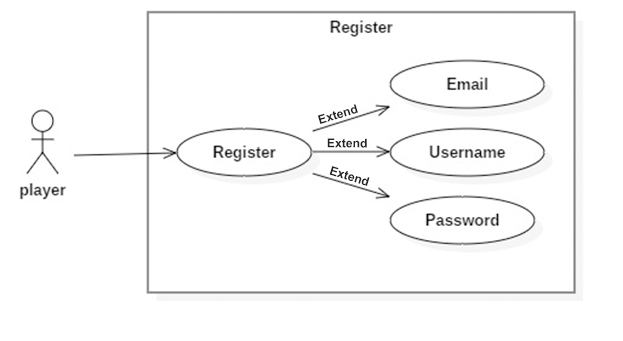 Register
Email
Extend
Register
Extend
Username
Extend
Password
player